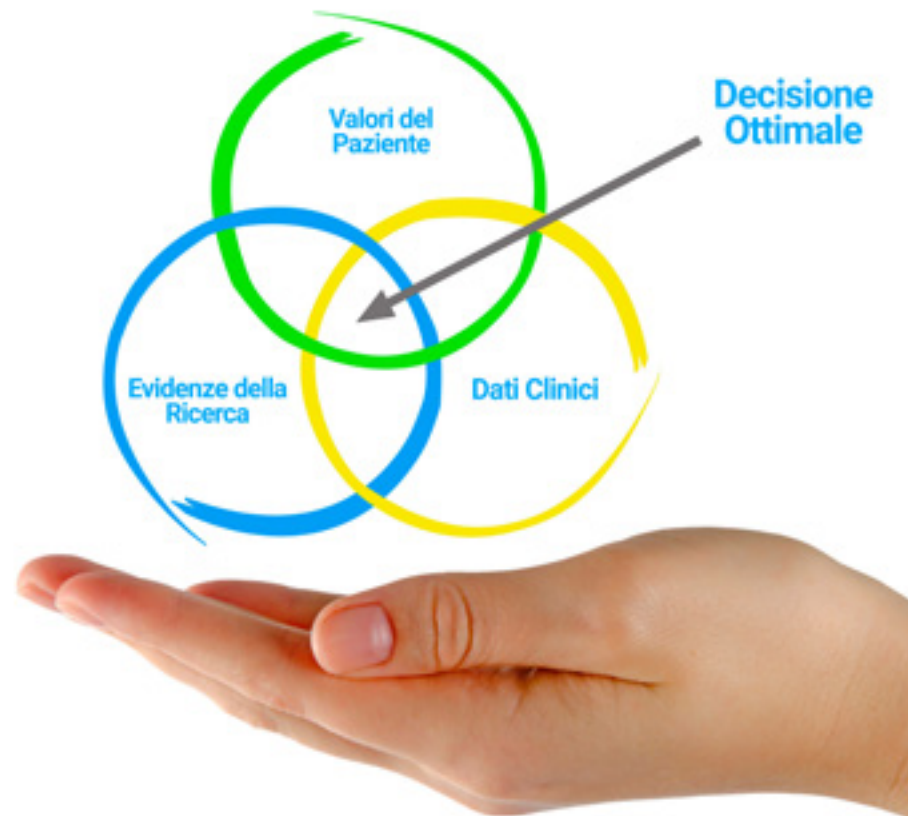 Valori del
Paziente
Decisione
Ottimale
Evidenze della
Ricerca
Dati Clinici